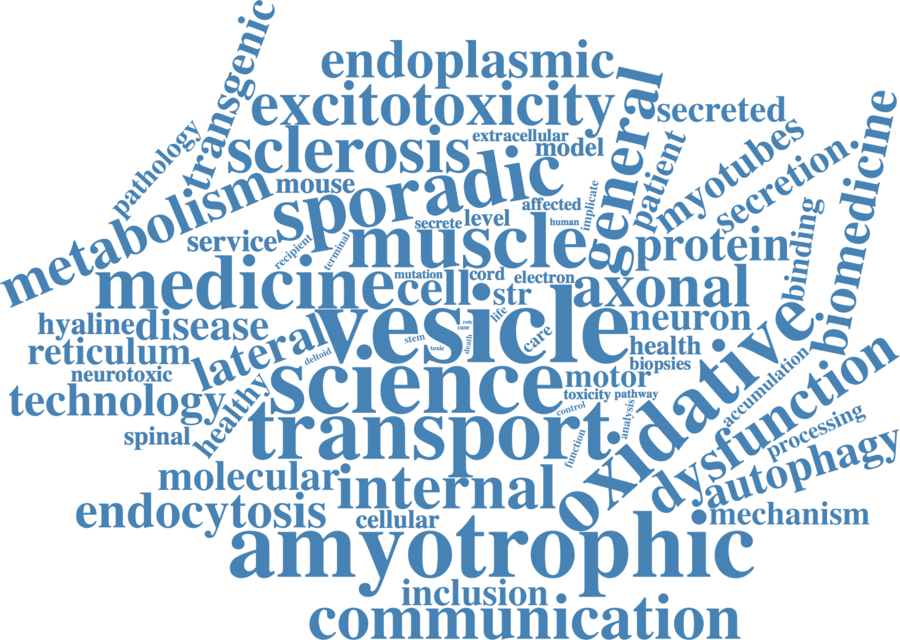 endoplasmic
transgenic
excitotoxicity
general
secreted
pathology
sclerosis
extracellular
model
patient
myotubes
secretion.
biomedicine
metabolism
mouse
sporadic
affected
implicate
service
recipient
terminal
secrete
level
human
muscle
protein
binding
medicine
mutation
cell
cord
electron
str
axonal
hyaline
disease
vesicle
life
rule
case
death
stem
toxic
care
neuron
reticulum
lateral
deltoid
health
neurotoxic
biopsies
science
motor
oxidative
accumulation
technology
healthy
toxicity
pathway
control
analysis
dysfunction
spinal
transport.
function
processing
molecular
internal
autophagy
endocytosis
cellular
mechanism
amyotrophic
inclusion
communication